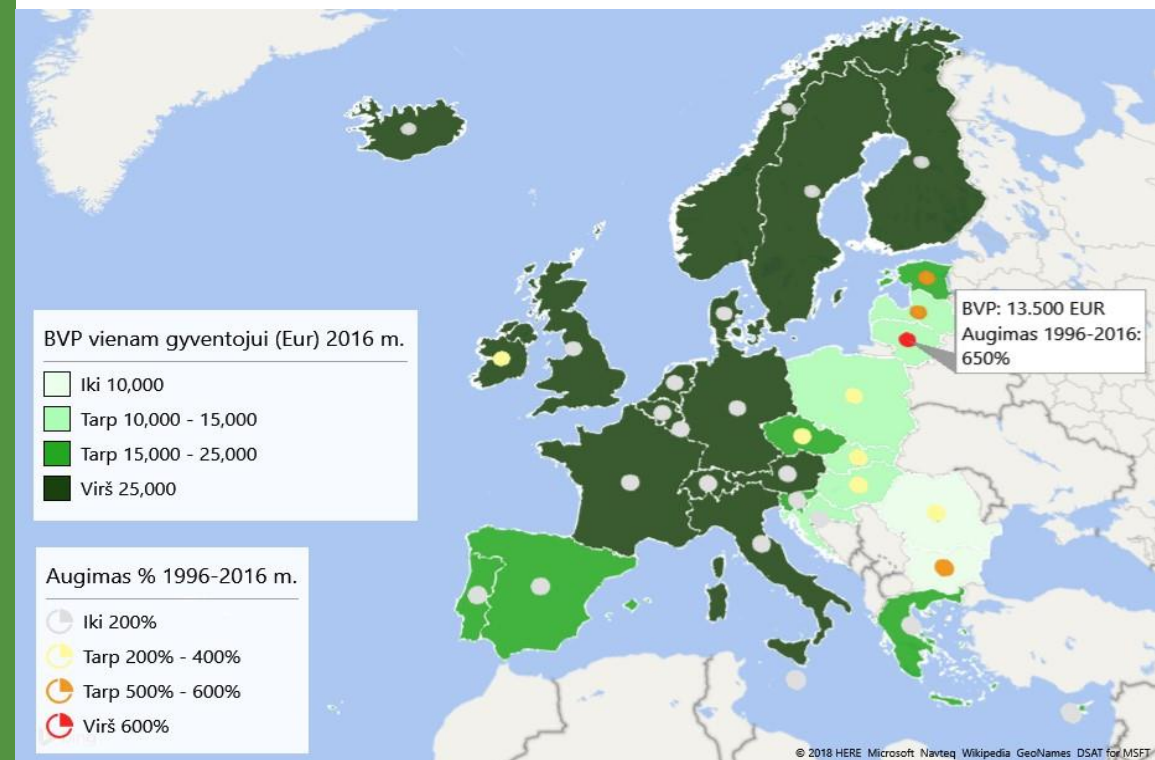 BVP vienam gyventojui (Eur) 2016 m.
Iki 10,000
Tarp 10,000 - 15,000
Tarp 15,000 - 25,000
Virš 25,000
Augimas % 1996-2016 m.
Iki 200%
Tarp 200% - 400%
Tarp 500% - 600%
Virš 600%
BVP: 13.500 EUR
Augimas 1996-2016:
650%
© 2018 HERE Microsoft Navteq Wikipedia GeoNames DSAT for MSFT